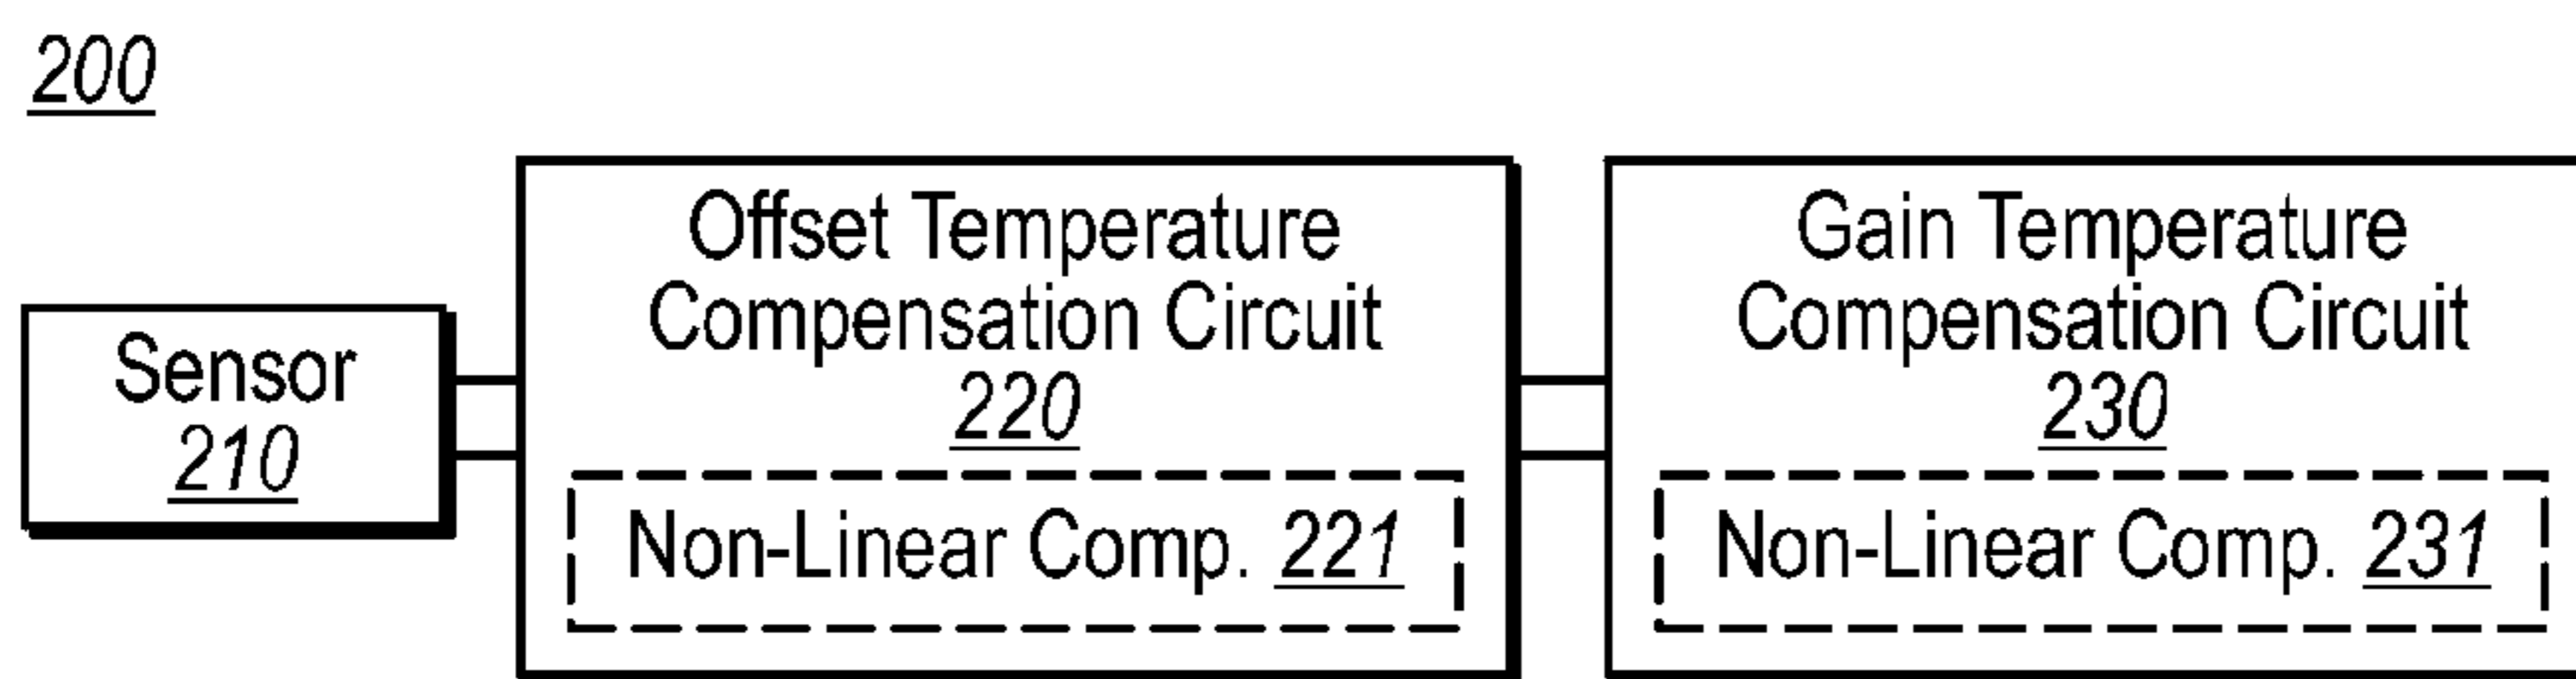 200
Sensor
210
Offset Temperature
Compensation Circuit
220
Non-Linear Comp. 221
Gain Temperature
Compensation Circuit
230
Non-Linear Comp. 231